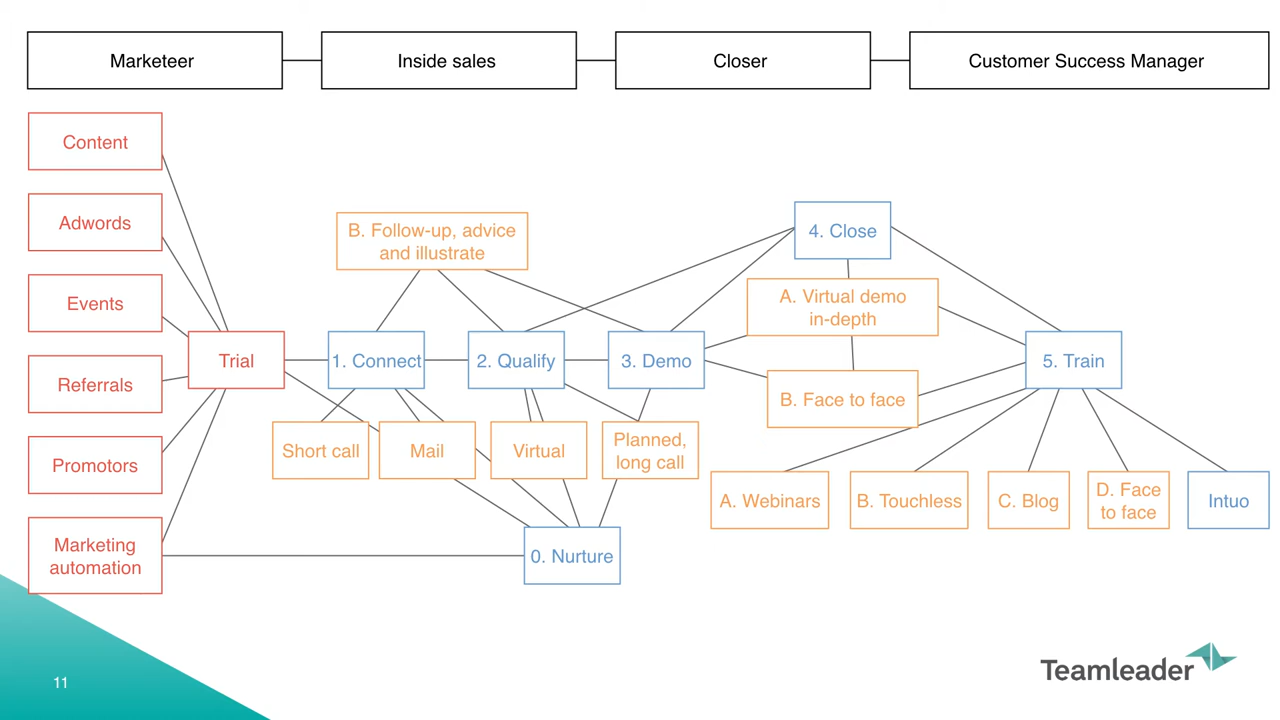 Marketeer
Inside sales
Closer
Customer Success Manager
Content
Adwords
Events
Referrals
Promotors
Marketing
automation
Trial
B. Follow-up, advice
and illustrate
1. Connect
2. Qualify
3. Demo
4. Close
A. Virtual demo
in-depth
B. Face to face
5. Train
Short call
Mail
Virtual
Planned,
long call
0. Nurture
A. Webinars
B. Touchless
C. Blog
D. Face
to face
Intuo
11
Teamleader